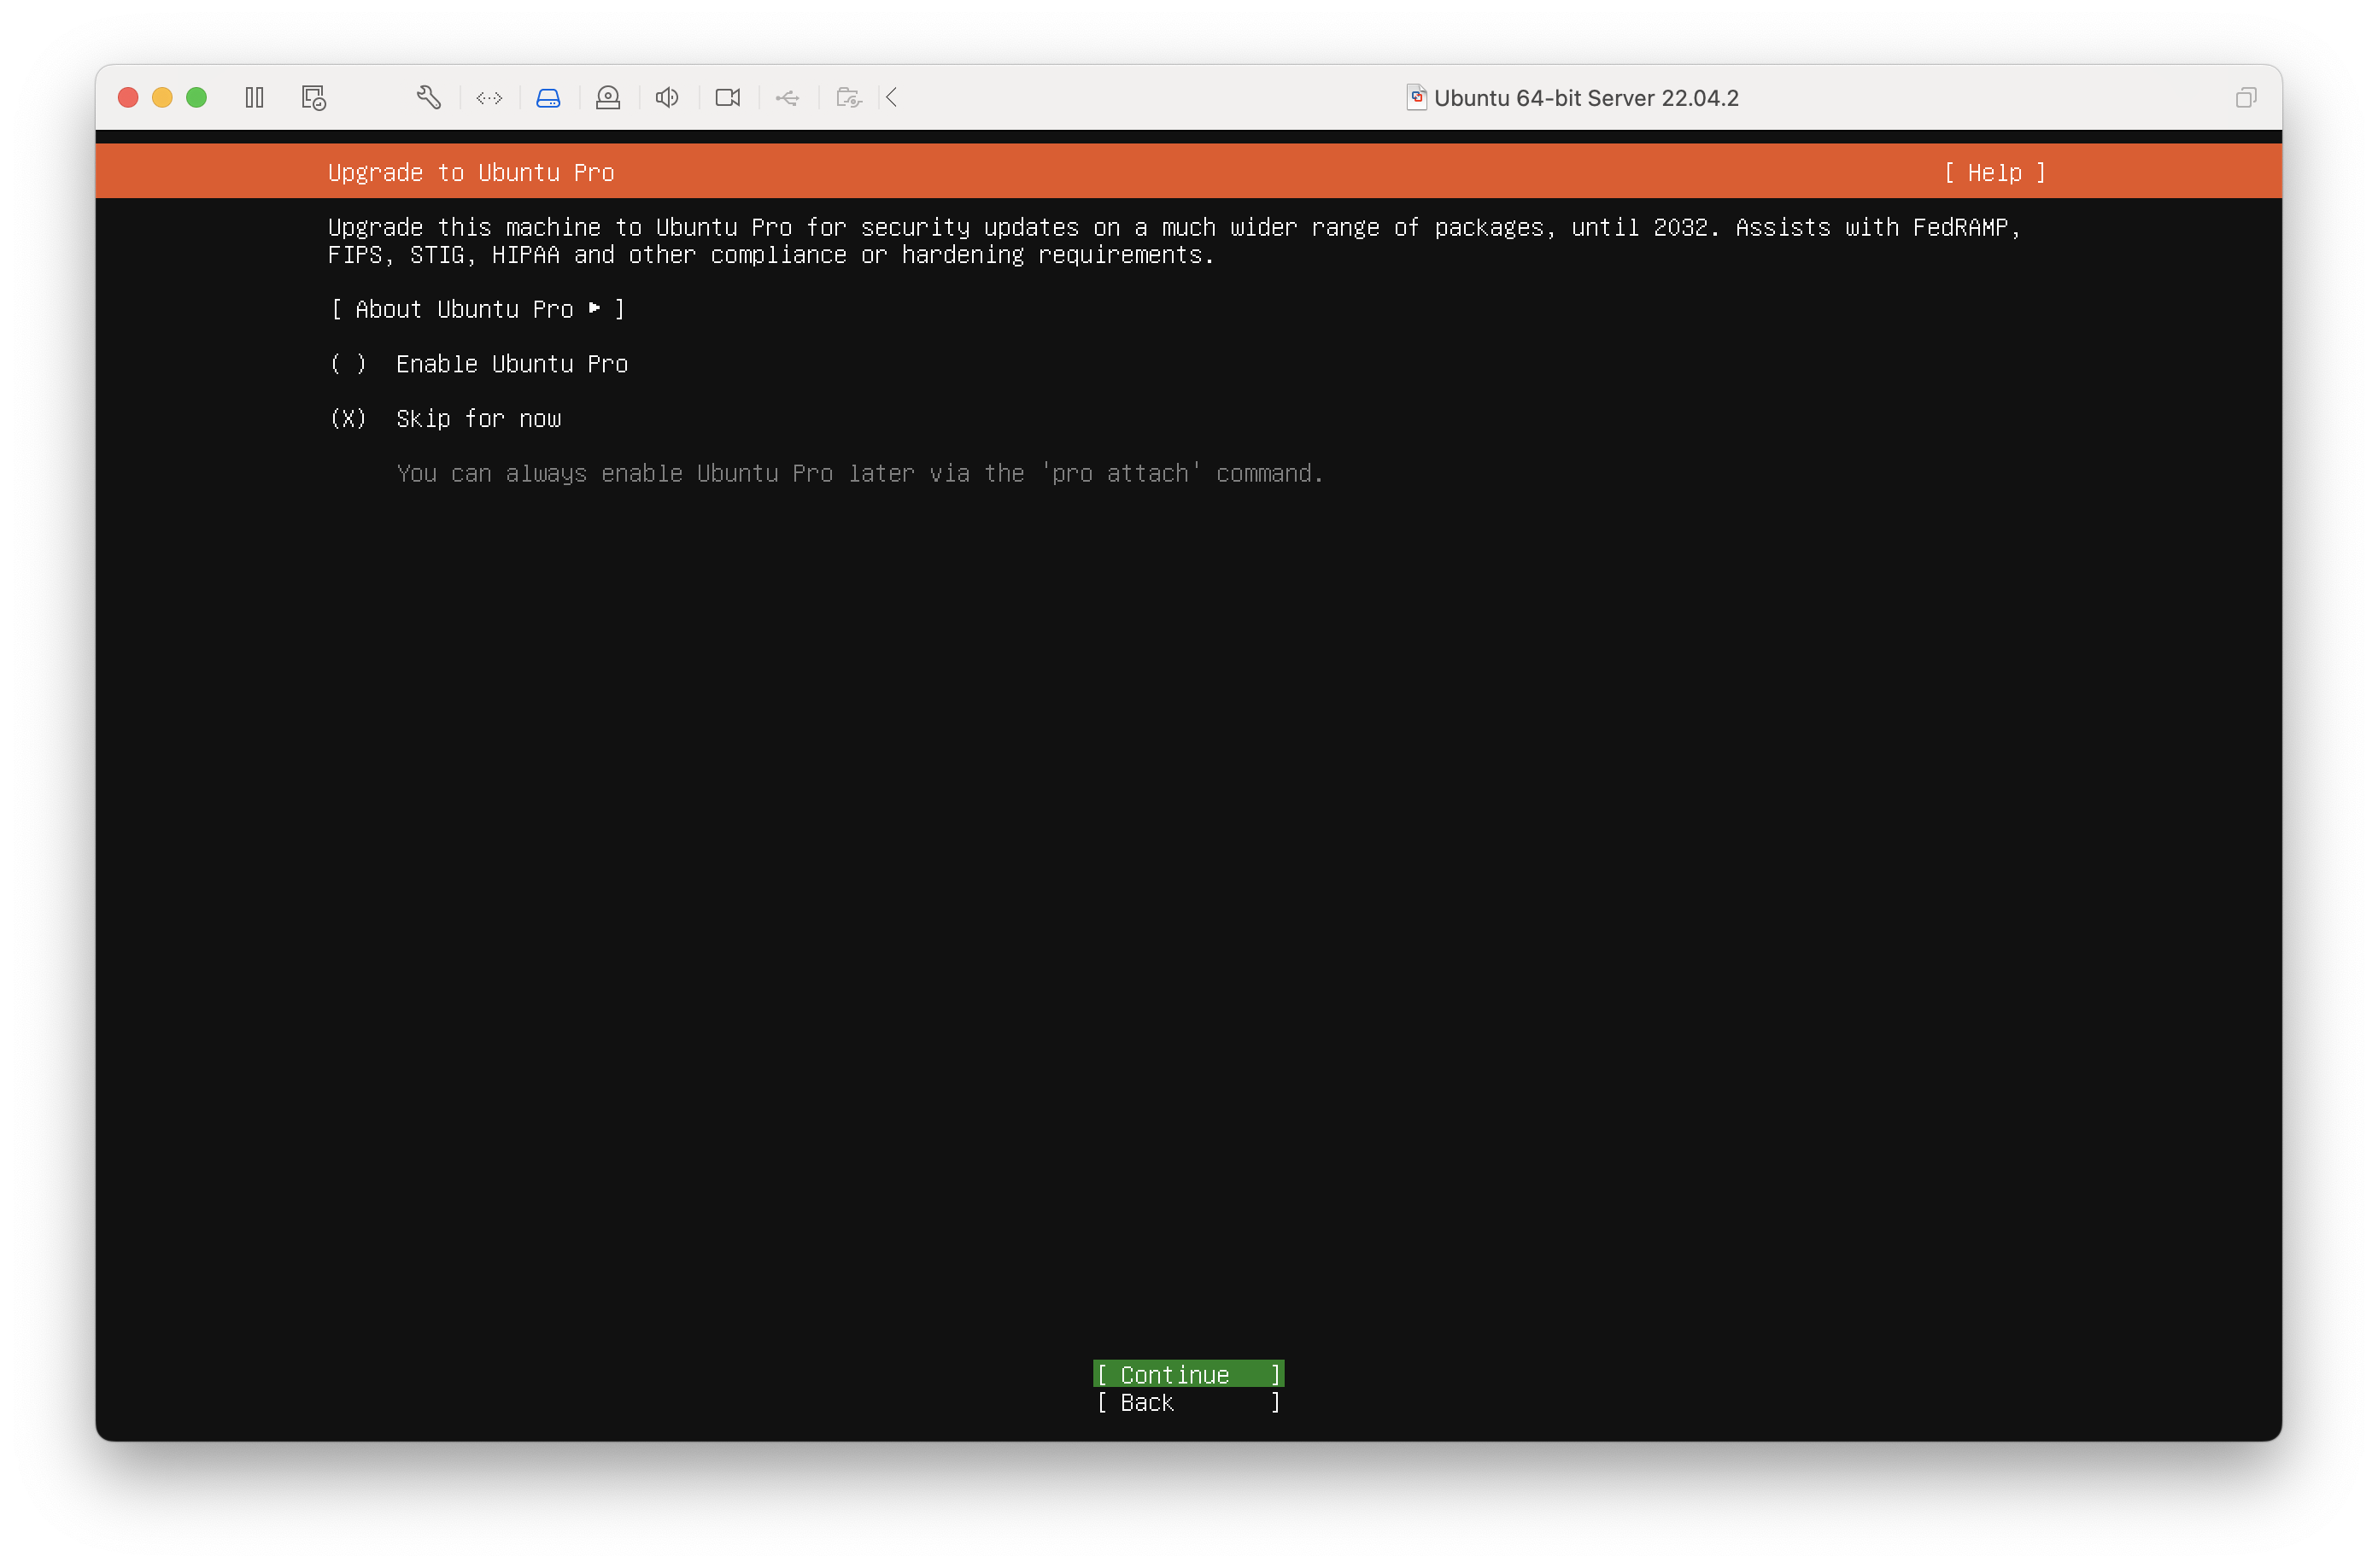 Ubuntu 64-bit Server 22.04.2
Upgrade to Ubuntu Pro [ Help ]
Upgrade this machine to Ubuntu Pro for security updates on a much wider range of packages, until 2032. Assists with FedRAMP,
FIPS, STIG, HIPAA and other compliance or hardening requirements.
[ About Ubuntu Pro ▸ ]
( ) Enable Ubuntu Pro
(X) Skip for now
You can always enable Ubuntu Pro later via the 'pro attach' command.
[ Continue ]
[ Back ]